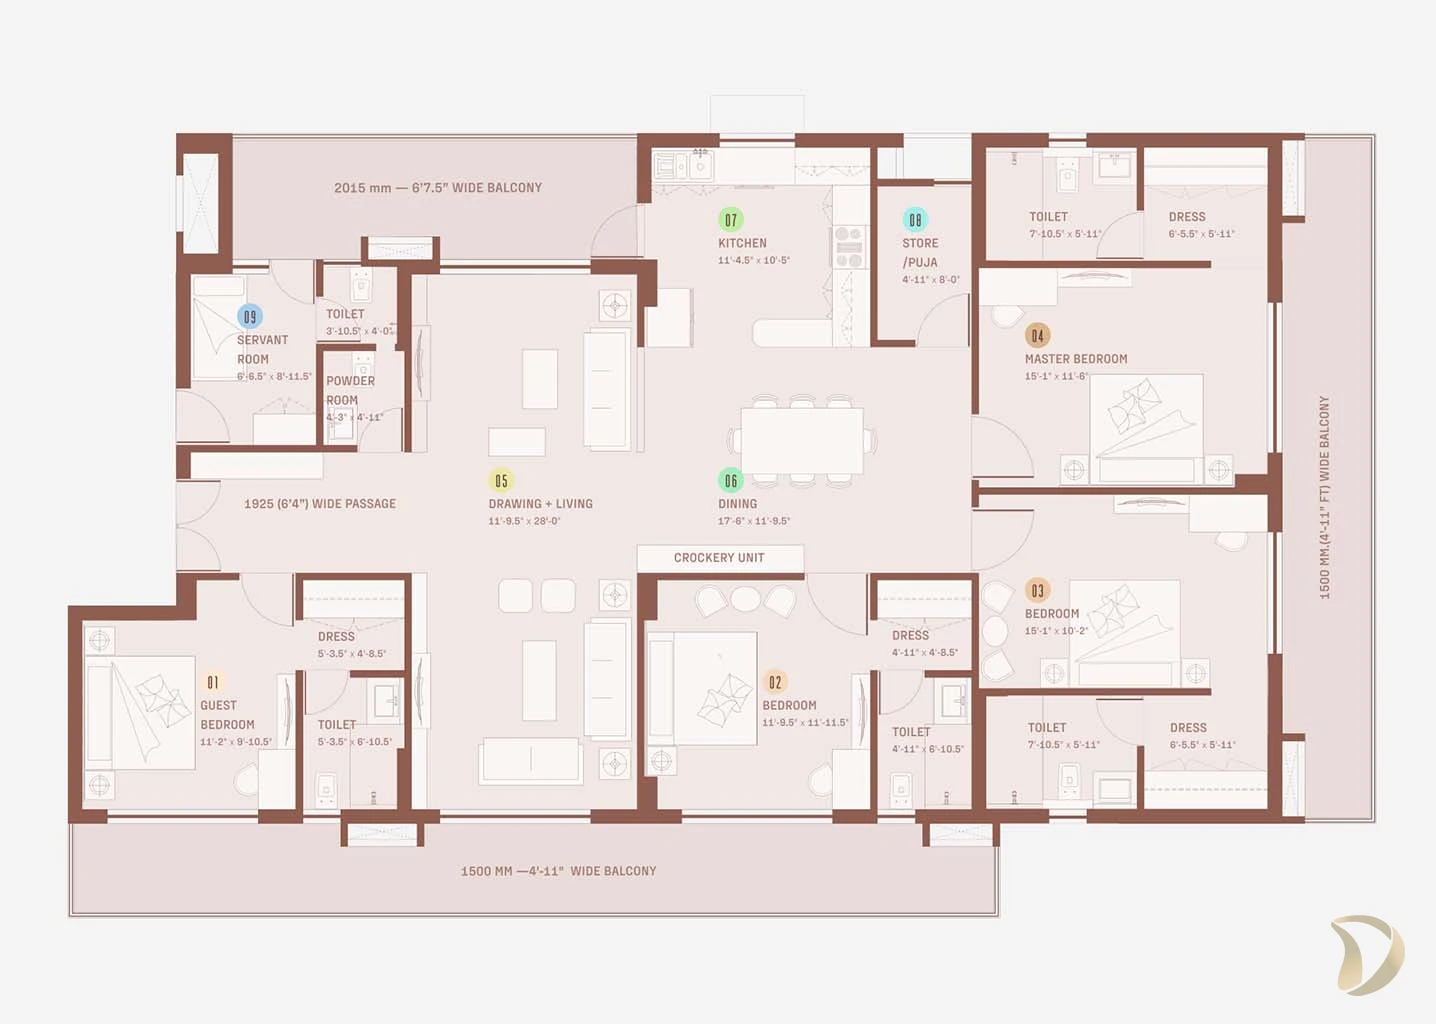 2015 mm — 6'7.5" WIDE BALCONY
07
KITCHEN
11'-4.5" x 10'-5"
08
STORE
/PUJA
4'-11" x 8'-0"
TOILET
7'-10.5" x 5'-11"
DRESS
6'-5.5" x 5'-11"
09
SERVANT
ROOM
6'-6.5" x 8'-11.5"
TOILET
3'-10.5" x 4'-0"
POWDER
ROOM
4'-3" x 4'-11"
04
MASTER BEDROOM
15'-1" x 11'-6"
1500 MM.(4'-11" FT) WIDE BALCONY
1925 (6'4") WIDE PASSAGE
05
DRAWING + LIVING
11'-9.5" x 28'-0"
06
DINING
17'-6" x 11'-9.5"
CROCKERY UNIT
03
BEDROOM
15'-1" x 10'-2"
01
GUEST
BEDROOM
11'-2" x 9'-10.5"
DRESS
5'-3.5" x 4'-8.5"
TOILET
5'-3.5" x 6'-10.5"
02
BEDROOM
11'-9.5" x 11'-11.5"
DRESS
4'-11" x 4'-8.5"
TOILET
4'-11" x 6'-10.5"
TOILET
7'-10.5" x 5'-11"
DRESS
6'-5.5" x 5'-11"
1500 MM —4'-11" WIDE BALCONY